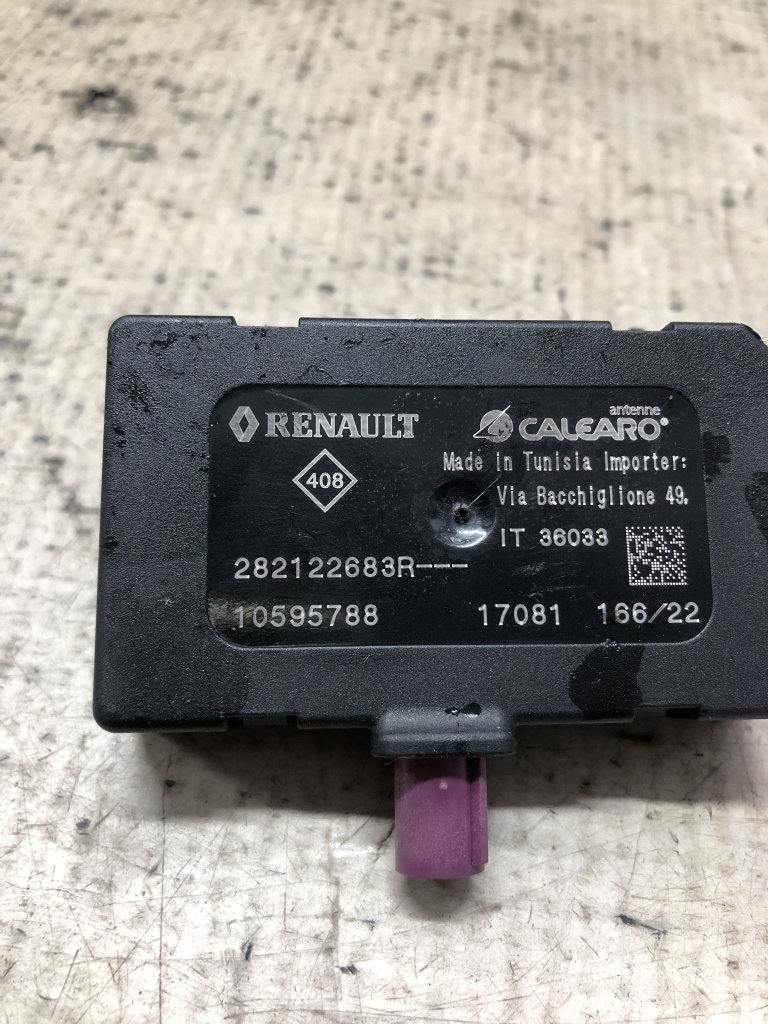 RENAULT
antenne
CALEARO®
408
Made in Tunisia Importer:
Via Bacchiglione 49,
IT 36033
282122683R---
10595788 17081 166/22